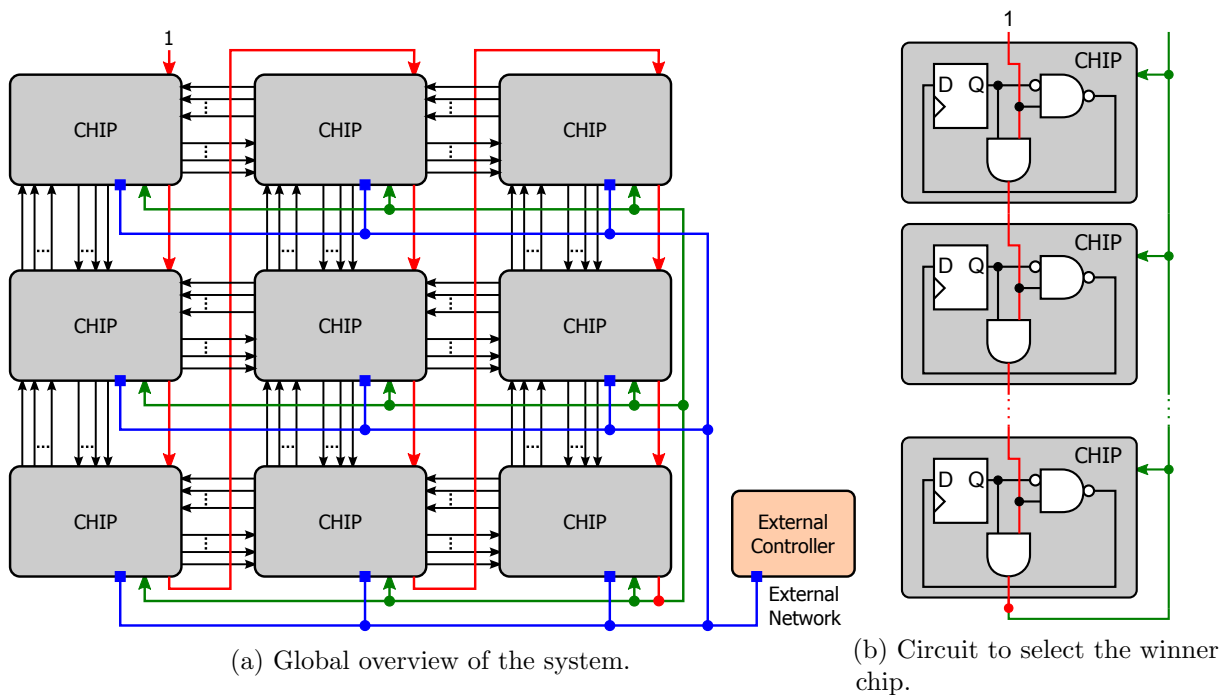 1
CHIP
CHIP
CHIP
...
...
...
...
...
...
...
...
...
...
CHIP
CHIP
CHIP
...
...
...
...
...
...
...
...
...
...
CHIP
CHIP
CHIP
...
...
...
...
External
Controller
External
Network
(a) Global overview of the system.
1
CHIP
D Q
CHIP
D Q
CHIP
D Q
(b) Circuit to select the winner
chip.